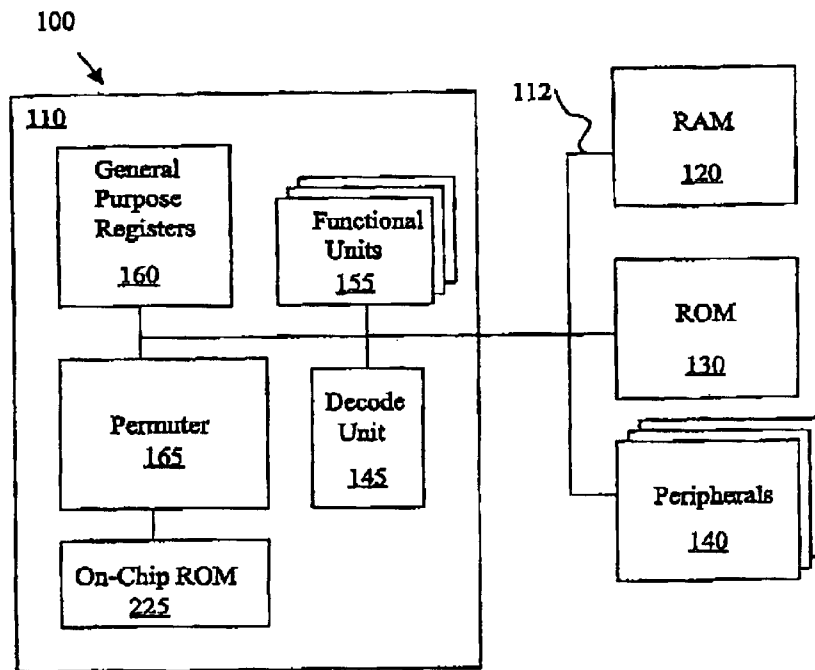 100
110
General
Purpose
Registers
160
Functional
Units
155
Permuter
165
Decode
Unit
145
On-Chip ROM
225
112
RAM
120
ROM
130
Peripherals
140